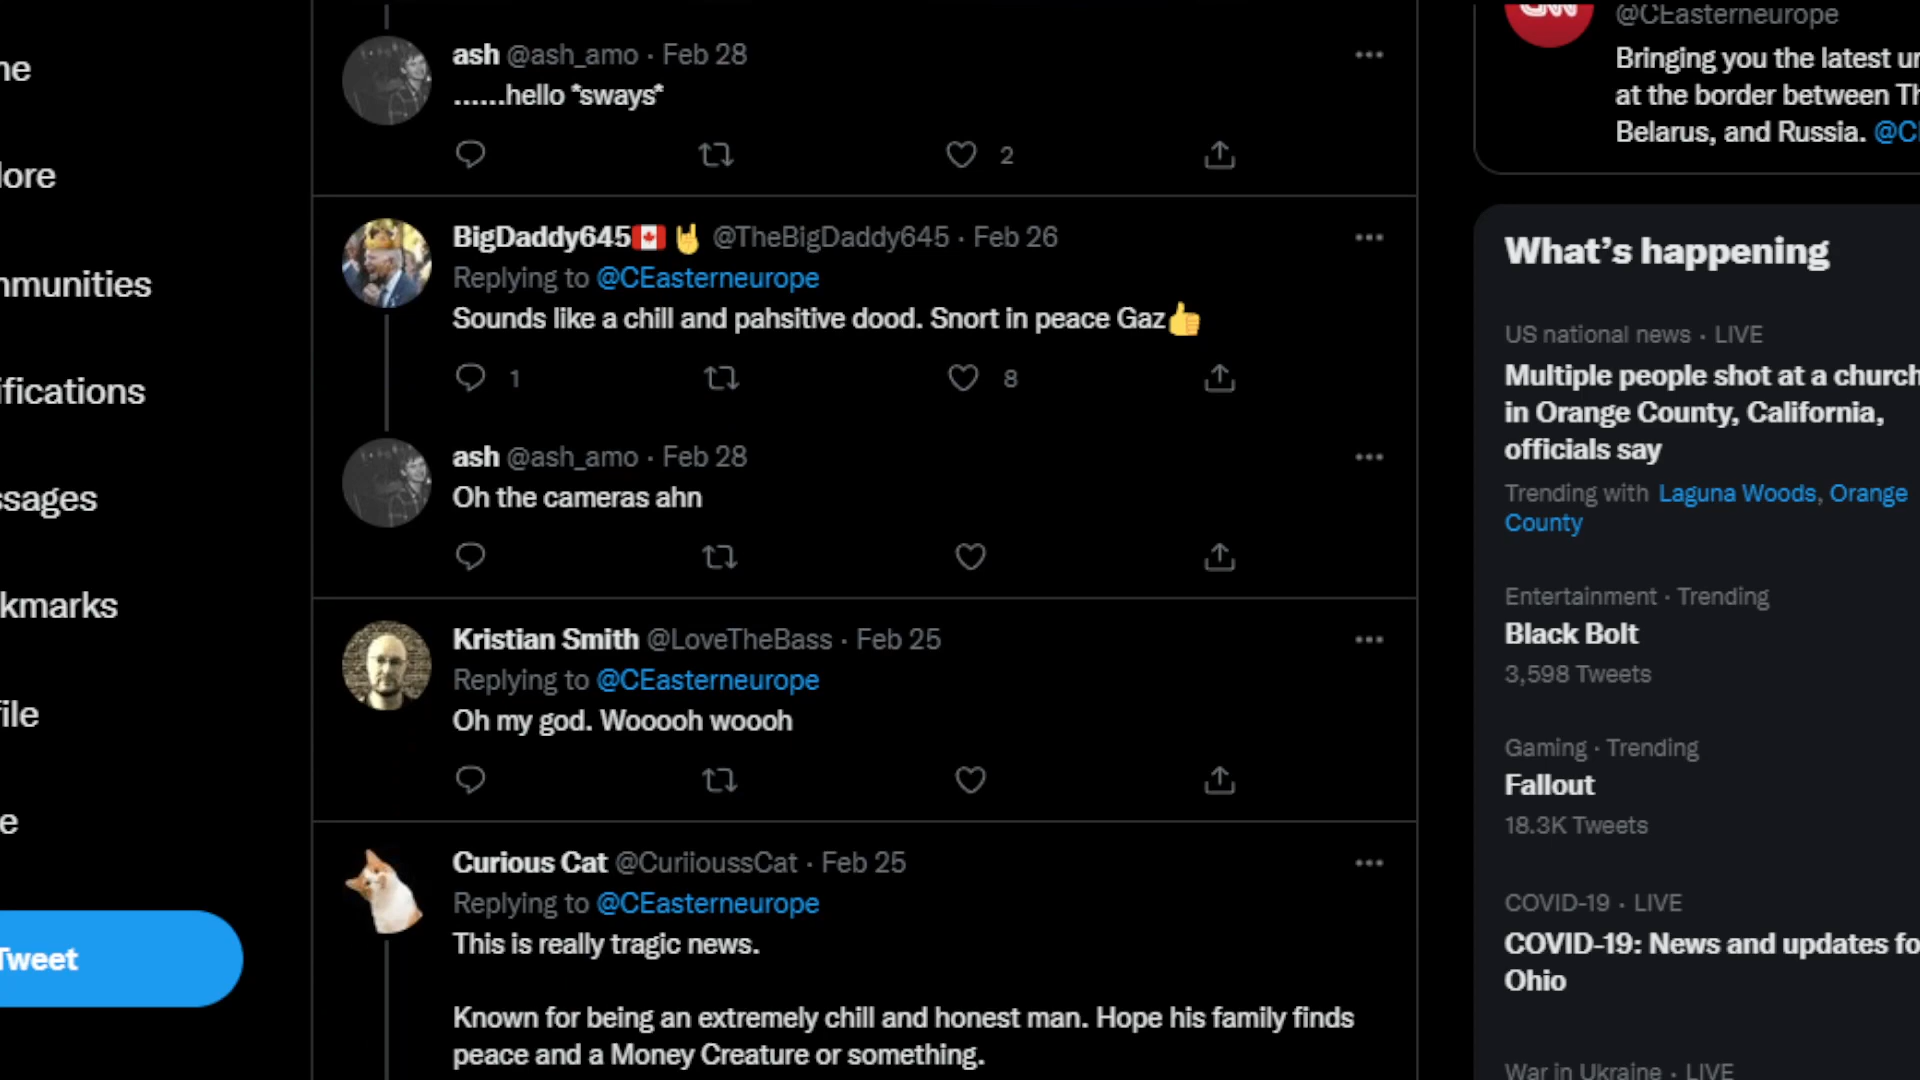 ne
lore
mmunities
ifications
ssages
kmarks
file
e
Tweet
ash @ash_amo · Feb 28
......hello *sways*
2
BigDaddy645🇨🇦🤘 @TheBigDaddy645 · Feb 26
Replying to @CEasterneurope
Sounds like a chill and pahsitive dood. Snort in peace Gaz👍
1 8
ash @ash_amo · Feb 28
Oh the cameras ahn
Kristian Smith @LoveTheBass · Feb 25
Replying to @CEasterneurope
Oh my god. Wooooh woooh
Curious Cat @CuriioussCat · Feb 25
Replying to @CEasterneurope
This is really tragic news.
Known for being an extremely chill and honest man. Hope his family finds
peace and a Money Creature or something.
CNN
@CEasterneurope
Bringing you the latest ur
at the border between Th
Belarus, and Russia. @C
What's happening
US national news · LIVE
Multiple people shot at a church
in Orange County, California,
officials say
Trending with Laguna Woods, Orange
County
Entertainment · Trending
Black Bolt
3,598 Tweets
Gaming · Trending
Fallout
18.3K Tweets
COVID-19 · LIVE
COVID-19: News and updates fo
Ohio
War in Ukraine · LIVE